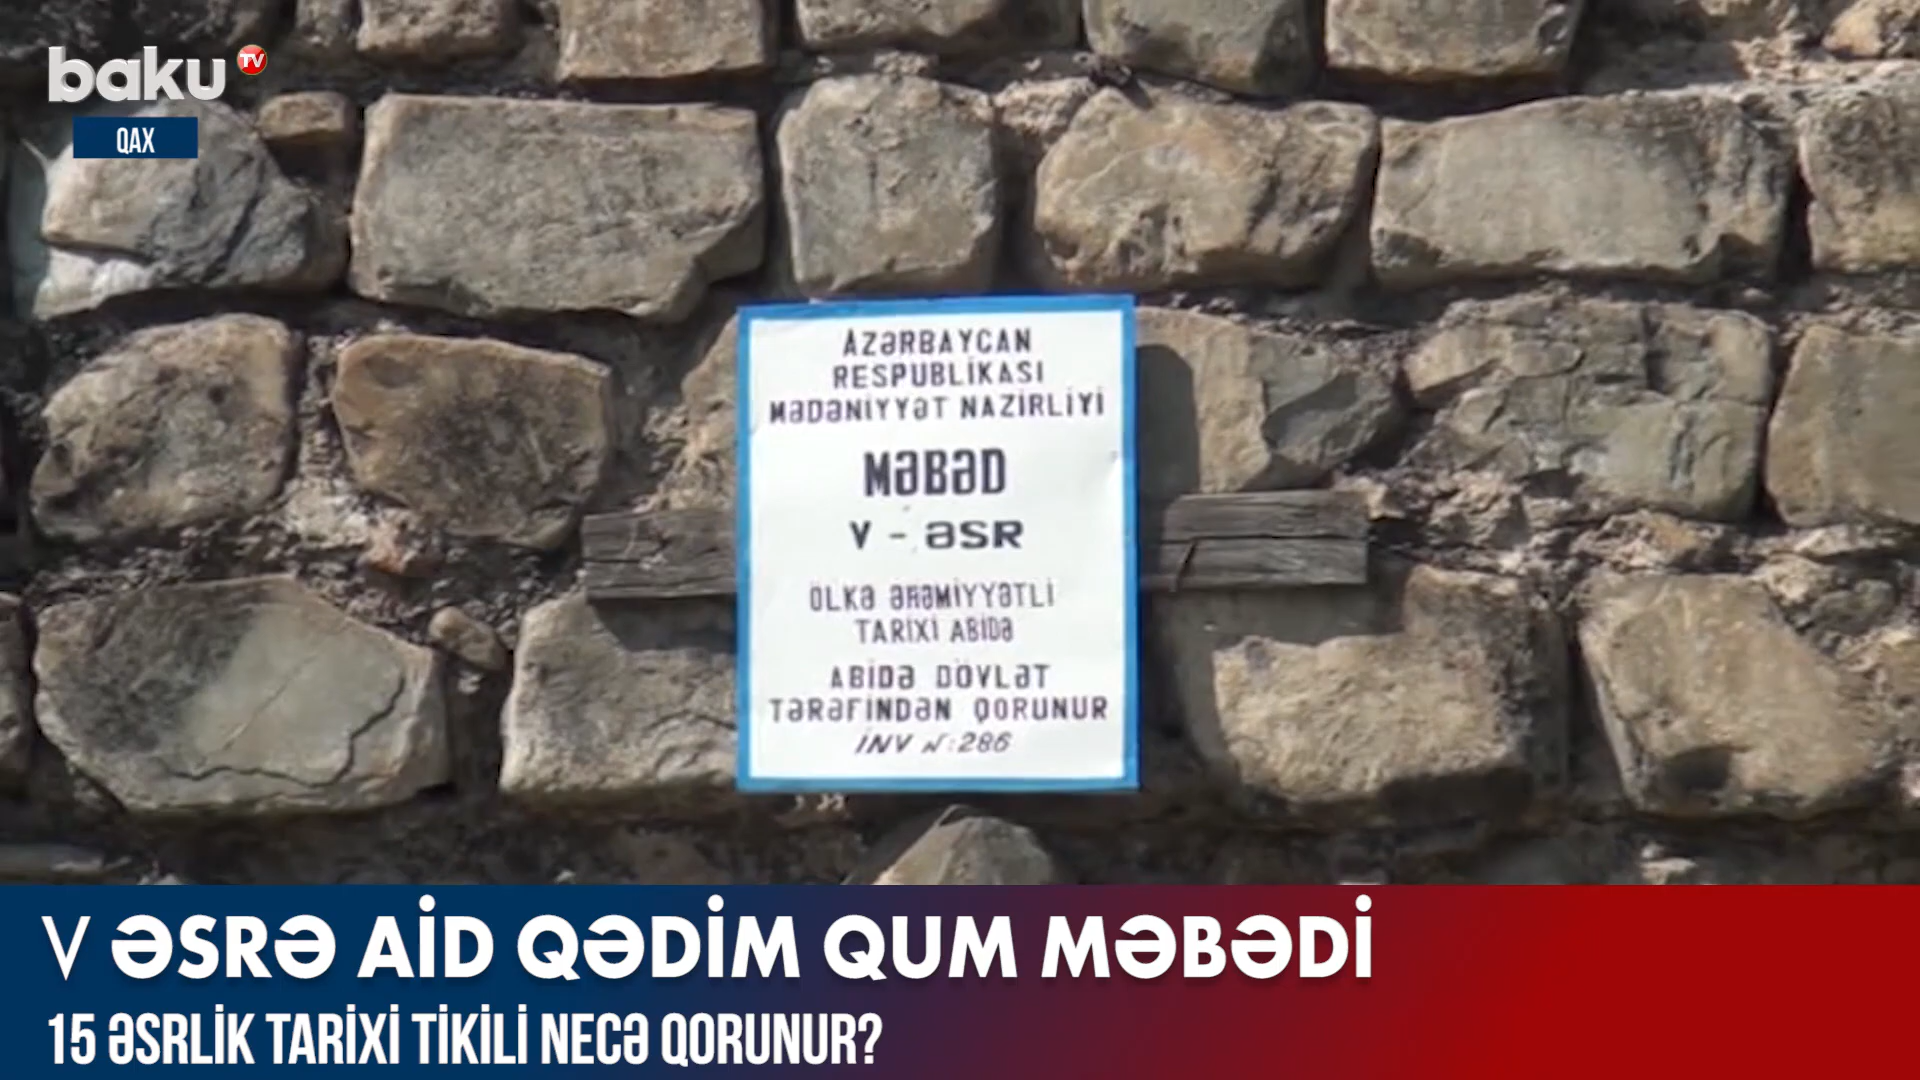 baku TV
QAX
AZƏRBAYCAN
RESPUBLİKASI
MƏDƏNİYYƏT NAZİRLİYİ
MƏBƏD
V - ƏSR
ÖLKƏ ƏHƏMİYYƏTLİ
TARİXİ ABİDƏ
ABİDƏ DÖVLƏT
TƏRƏFİNDƏN QORUNUR
İNV N:286
V ƏSRƏ AİD QƏDİM QUM MƏBƏDİ
15 ƏSRLİK TARİXİ TİKİLİ NECƏ QORUNUR?